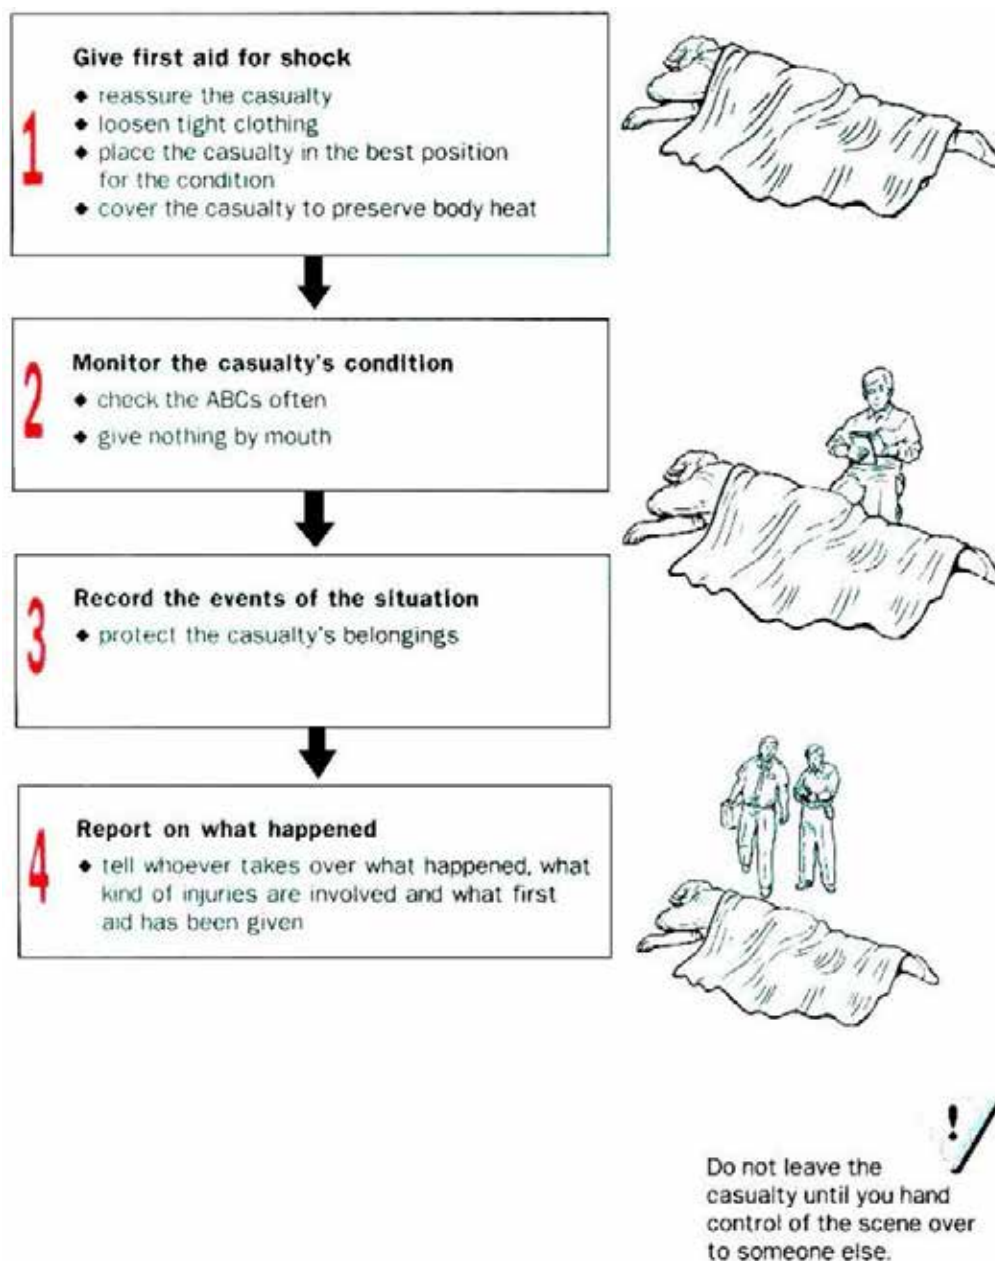 1
Give first aid for shock
◆ reassure the casualty
◆ loosen tight clothing
◆ place the casualty in the best position
for the condition
◆ cover the casualty to preserve body heat
2
Monitor the casualty's condition
◆ check the ABCs often
◆ give nothing by mouth
3
Record the events of the situation
◆ protect the casualty's belongings
4
Report on what happened
◆ tell whoever takes over what happened, what
kind of injuries are involved and what first
aid has been given
!
Do not leave the
casualty until you hand
control of the scene over
to someone else.